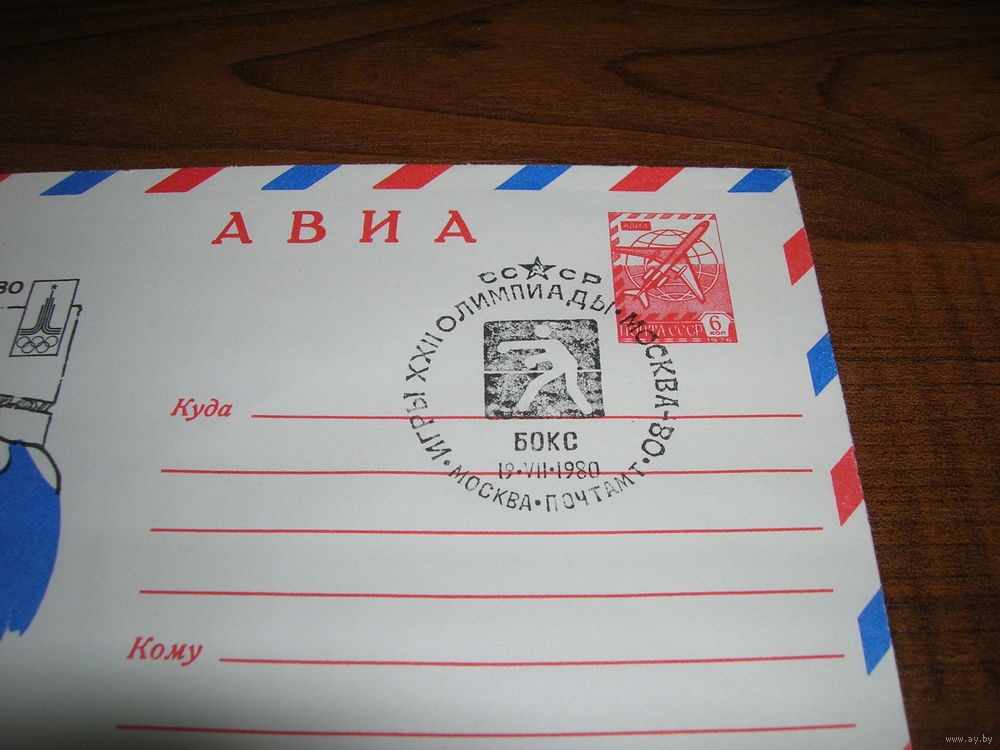 АВИА
80
СССР
ИГРЫ XXII ОЛИМПИАДЫ·МОСКВА-80·
БОКС
19·VII·1980
·МОСКВА·ПОЧТАМТ·
АВИА
ПОЧТА СССР
6
КОП
1976
Куда
Кому
www.ay.by